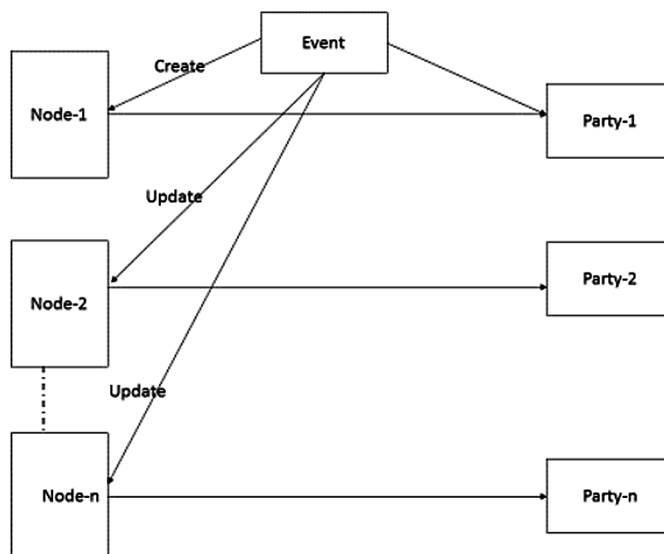 Event
Create
Node-1
Party-1
Update
Node-2
Party-2
Update
Node-n
Party-n